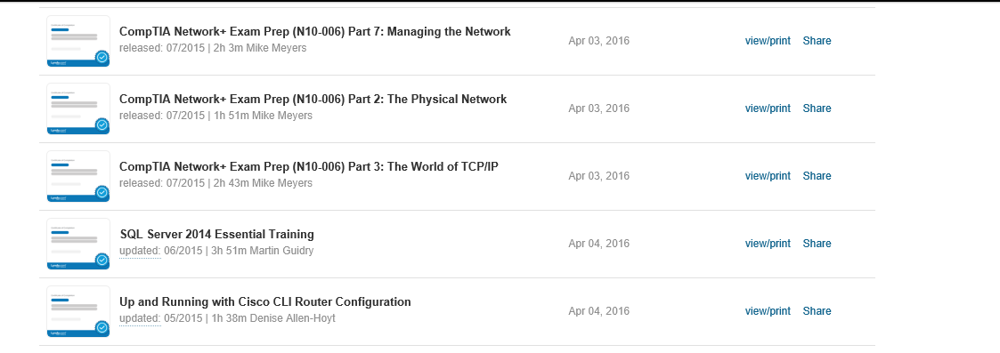 CompTIA Network+ Exam Prep (N10-006) Part 7: Managing the Network
released: 07/2015 | 2h 3m Mike Meyers
Apr 03, 2016
view/print Share
CompTIA Network+ Exam Prep (N10-006) Part 2: The Physical Network
released: 07/2015 | 1h 51m Mike Meyers
Apr 03, 2016
view/print Share
CompTIA Network+ Exam Prep (N10-006) Part 3: The World of TCP/IP
released: 07/2015 | 2h 43m Mike Meyers
Apr 03, 2016
view/print Share
SQL Server 2014 Essential Training
updated: 06/2015 | 3h 51m Martin Guidry
Apr 04, 2016
view/print Share
Up and Running with Cisco CLI Router Configuration
updated: 05/2015 | 1h 38m Denise Allen-Hoyt
Apr 04, 2016
view/print Share